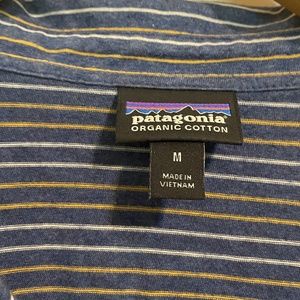 patagonia
ORGANIC COTTON
M
MADE IN
VIETNAM